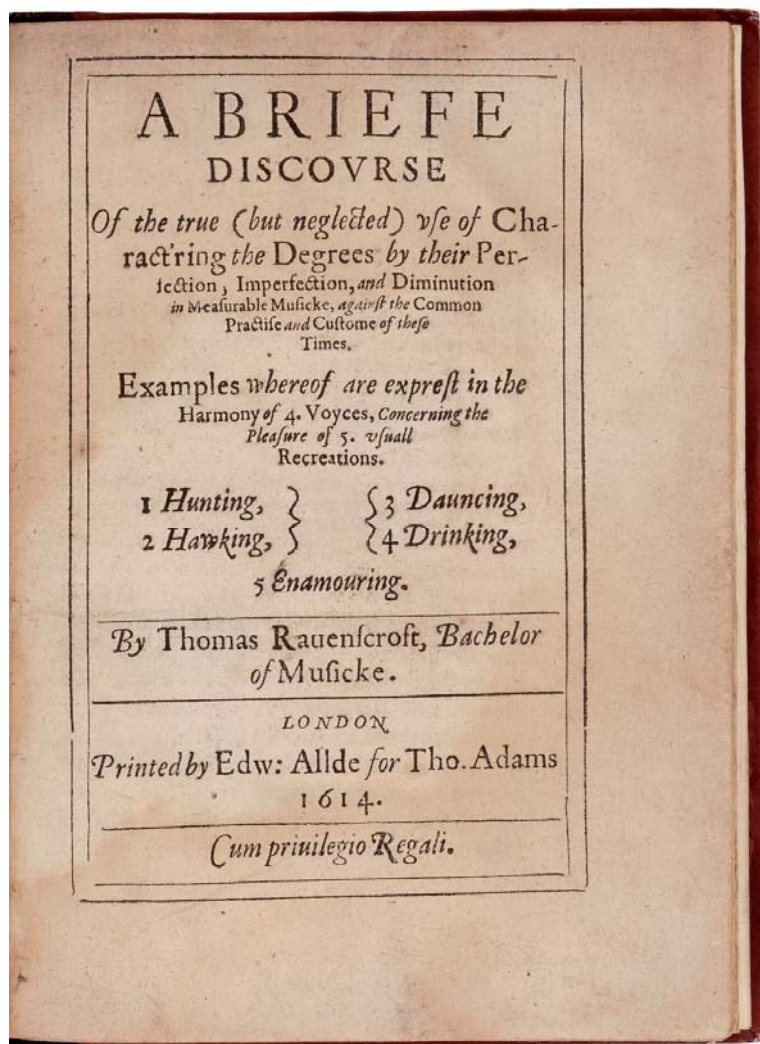 A BRIEFE
DISCOVRSE
Of the true (but neglected) vſe of Cha-
ract'ring the Degrees by their Per-
fection, Imperfection, and Diminution
in Meaſurable Muſicke, againſt the Common
Practiſe and Cuſtome of theſe
Times.
Examples whereof are expreſt in the
Harmony of 4. Voyces, Concerning the
Pleaſure of 5. vſuall
Recreations.
1 Hunting, } { 3 Dauncing,
2 Hawking, } { 4 Drinking,
5 Enamouring.
By Thomas Rauenſcroft, Bachelor
of Muſicke.
LONDON
Printed by Edw: Allde for Tho. Adams
1614.
Cum priuilegio Regali.